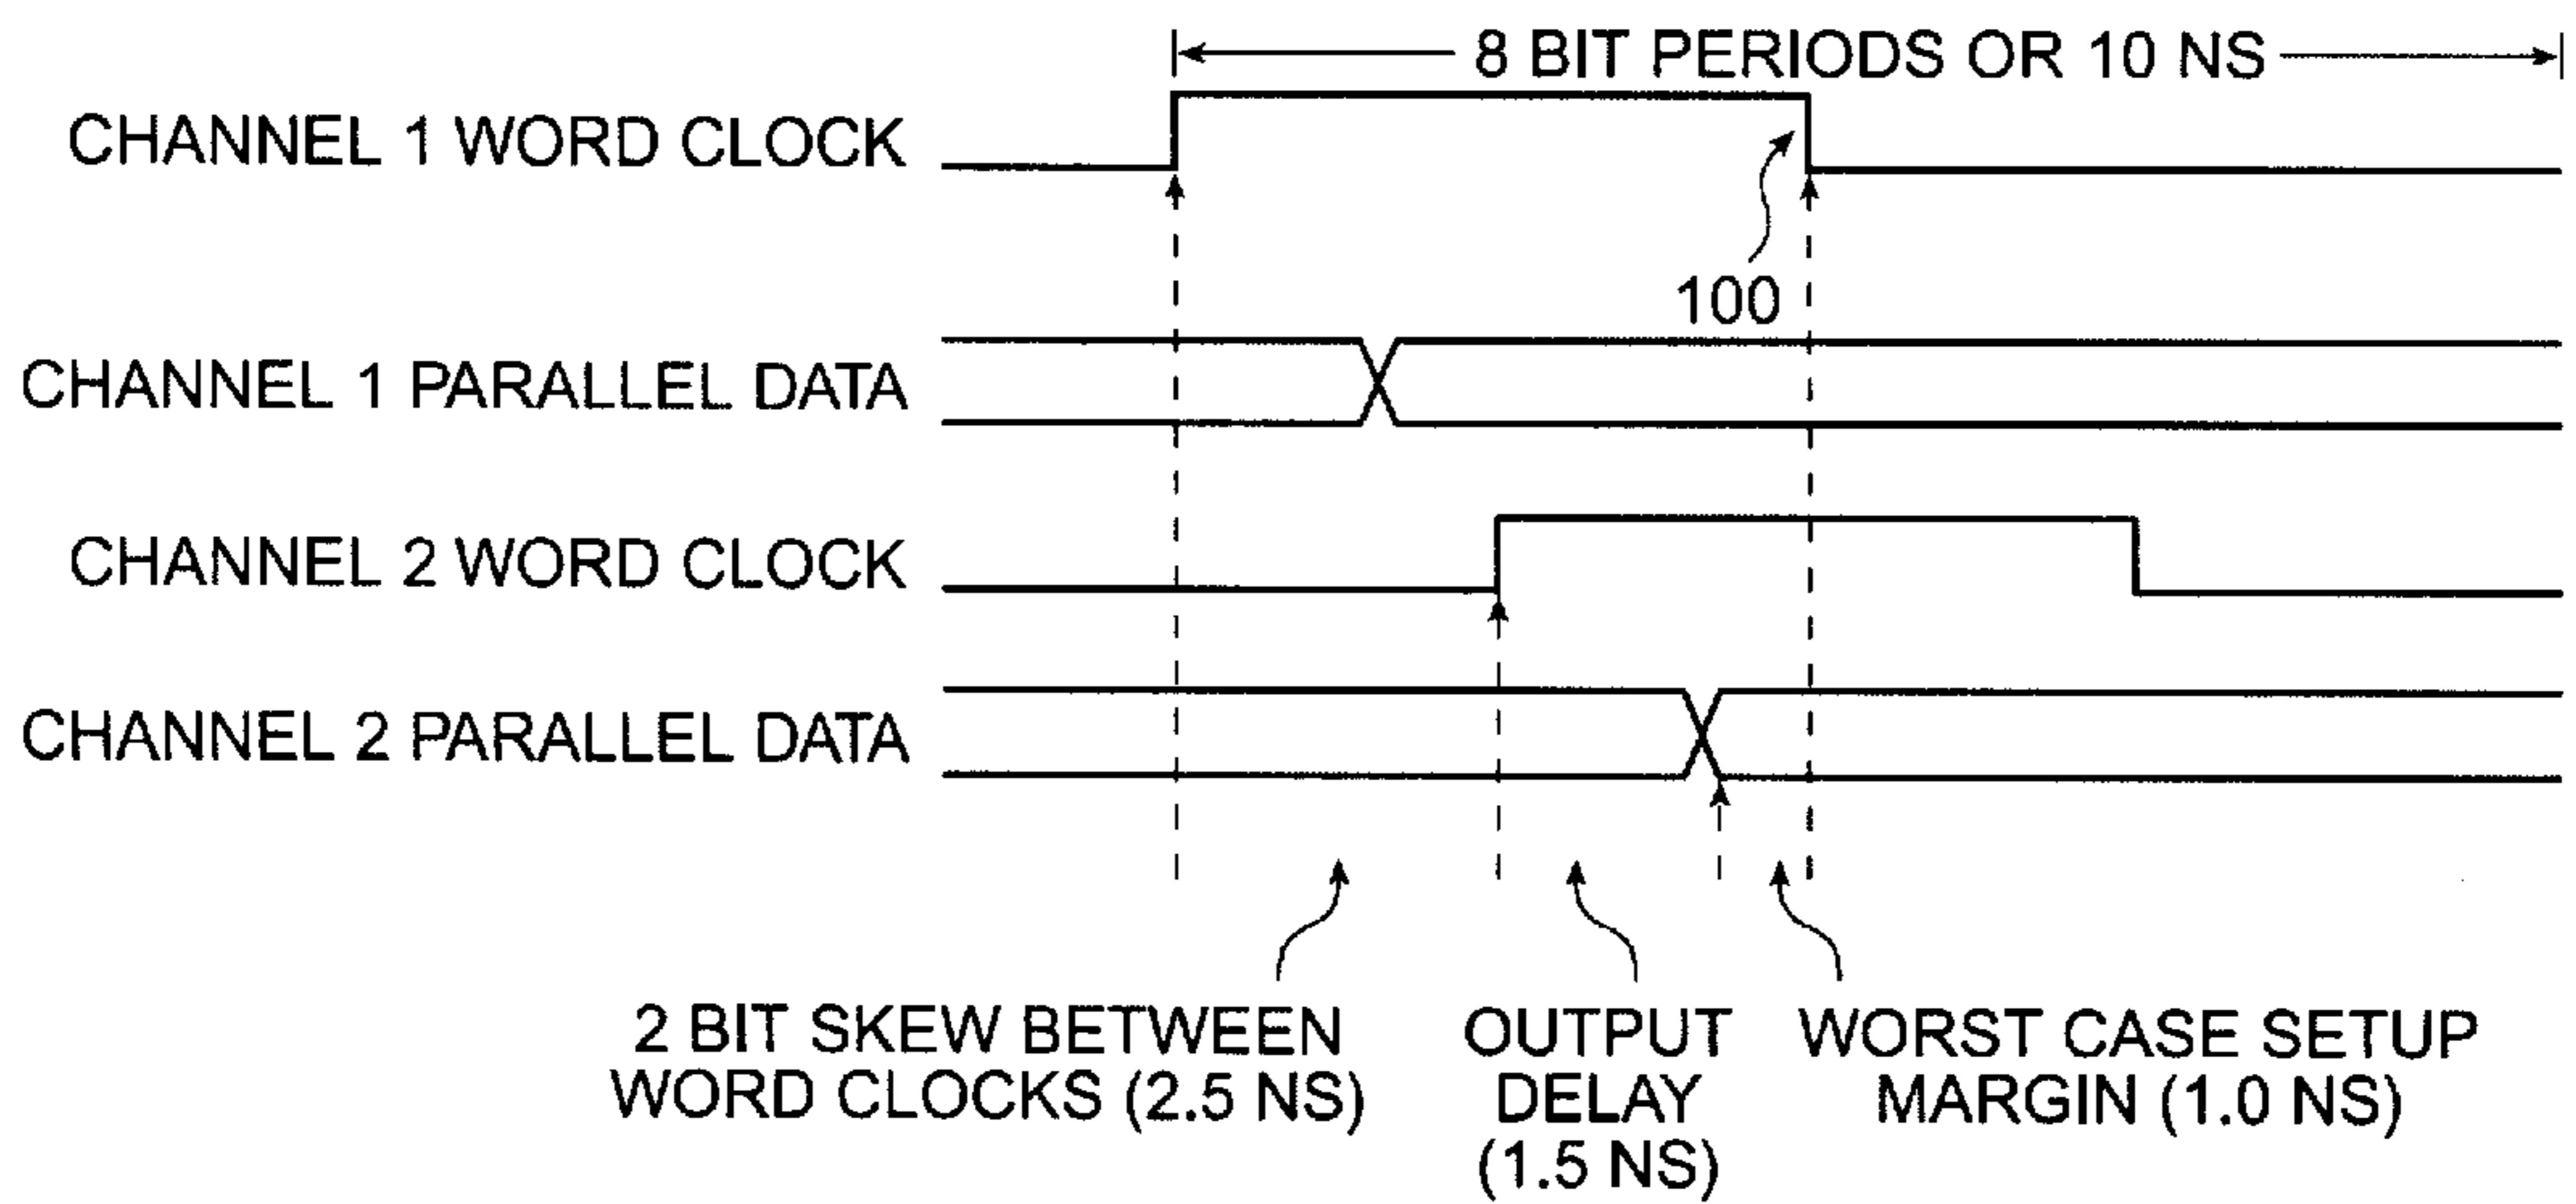 8 BIT PERIODS OR 10 NS
CHANNEL 1 WORD CLOCK
100
CHANNEL 1 PARALLEL DATA
CHANNEL 2 WORD CLOCK
CHANNEL 2 PARALLEL DATA
2 BIT SKEW BETWEEN
WORD CLOCKS (2.5 NS)
OUTPUT
DELAY
(1.5 NS)
WORST CASE SETUP
MARGIN (1.0 NS)